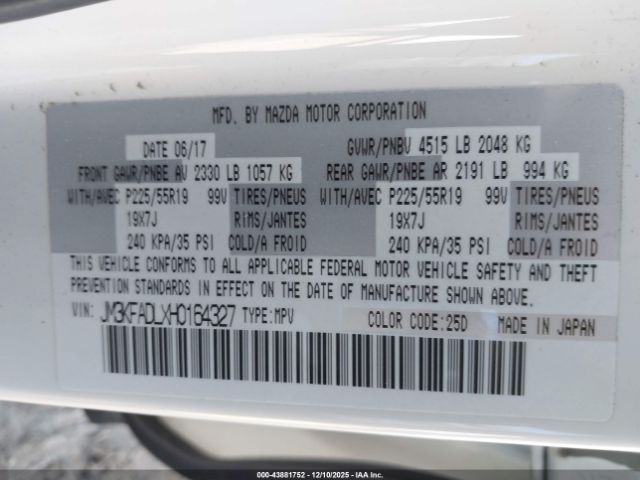 MFD. BY MAZDA MOTOR CORPORATION
DATE 06/17 GVWR/PNBV 4515 LB 2048 KG
FRONT GAWR/PNBE AV 2330 LB 1057 KG REAR GAWR/PNBE AR 2191 LB 994 KG
WITH/AVEC P225/55R19 99V TIRES/PNEUS WITH/AVEC P225/55R19 99V TIRES/PNEUS
19X7J RIMS/JANTES 19X7J RIMS/JANTES
240 KPA/35 PSI COLD/A FROID 240 KPA/35 PSI COLD/A FROID
THIS VEHICLE CONFORMS TO ALL APPLICABLE FEDERAL MOTOR VEHICLE SAFETY AND THEFT
PREVENTION STANDARDS IN EFFECT ON THE DATE OF MANUFACTURE SHOWN ABOVE.
VIN: JM3KFADLXH0164327 TYPE:MPV COLOR CODE:25D MADE IN JAPAN
000-43881752 - 12/10/2025 - IAA Inc.